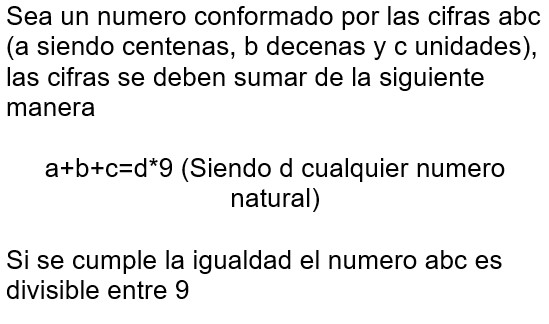 Sea un numero conformado por las cifras abc
(a siendo centenas, b decenas y c unidades),
las cifras se deben sumar de la siguiente
manera
a+b+c=d*9 (Siendo d cualquier numero
natural)
Si se cumple la igualdad el numero abc es
divisible entre 9